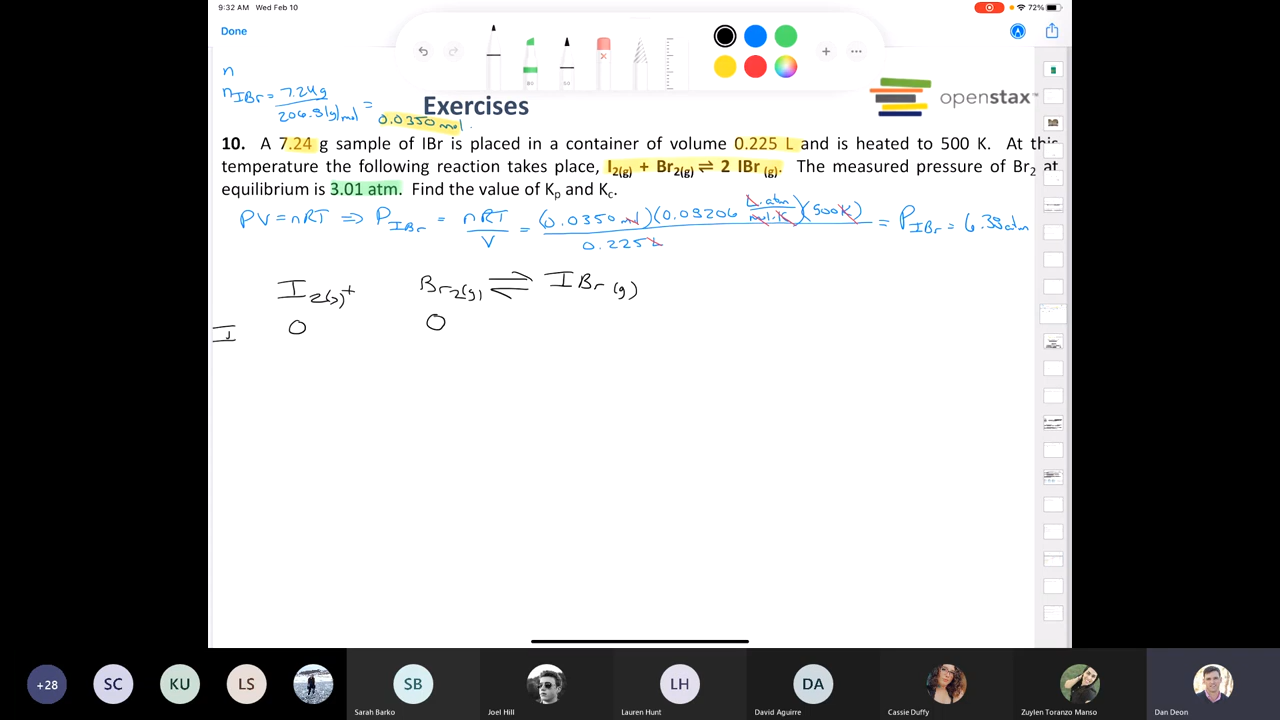 9:32 AM Wed Feb 10
72%
Done
n
n IBr = 7.24g / 206.81g/mol = 0.0350 mol.
Exercises
openstax
10. A 7.24 g sample of IBr is placed in a container of volume 0.225 L and is heated to 500 K. At this
temperature the following reaction takes place, I2(g) + Br2(g) ⇌ 2 IBr (g). The measured pressure of Br2 at
equilibrium is 3.01 atm. Find the value of Kp and Kc.
PV = nRT ⇒ P IBr = nRT / V = (0.0350 mol)(0.08206 L·atm / mol·K)(500K) / 0.225 L = P IBr = 6.38 atm
I2(g) + Br2(g) ⇌ IBr (g)
I 0 0
+28
SC
KU
LS
SB
LH
DA
Sarah Barko
Joel Hill
Lauren Hunt
David Aguirre
Cassie Duffy
Zuylen Toranzo Manso
Dan Deon